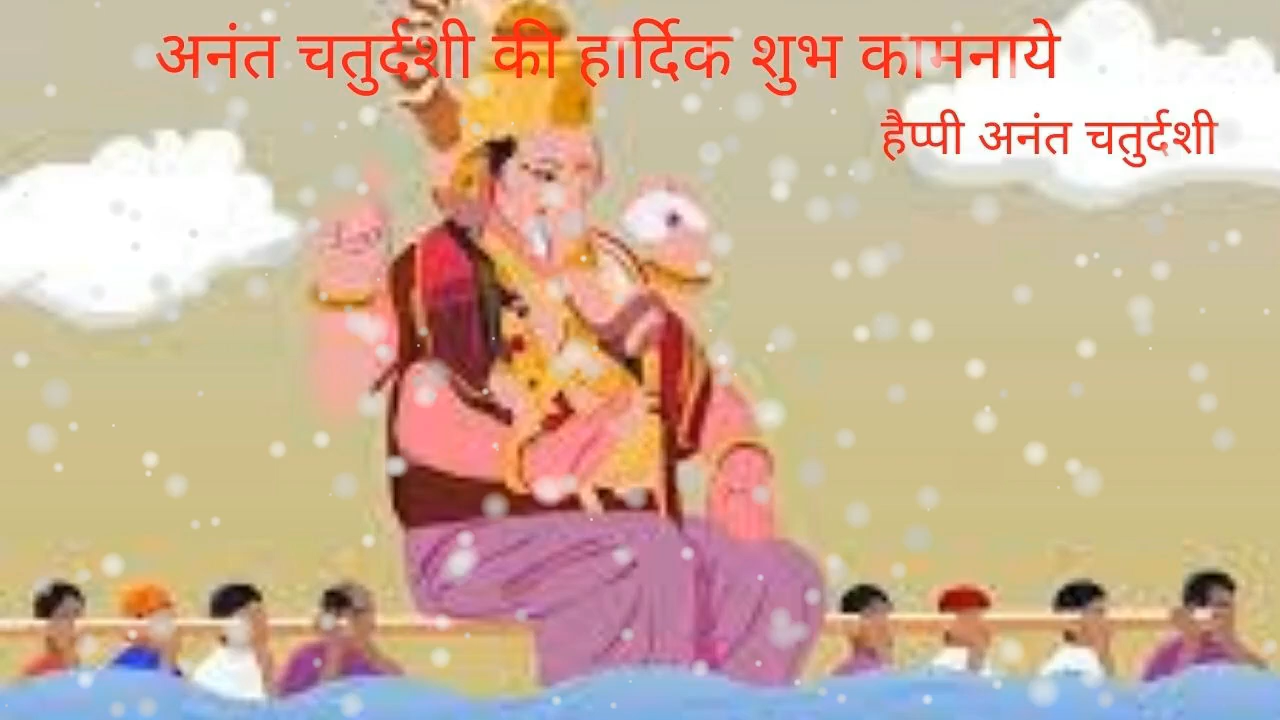 अनंत चतुर्दशी की हार्दिक शुभ कामनाये
हैप्पी अनंत चतुर्दशी